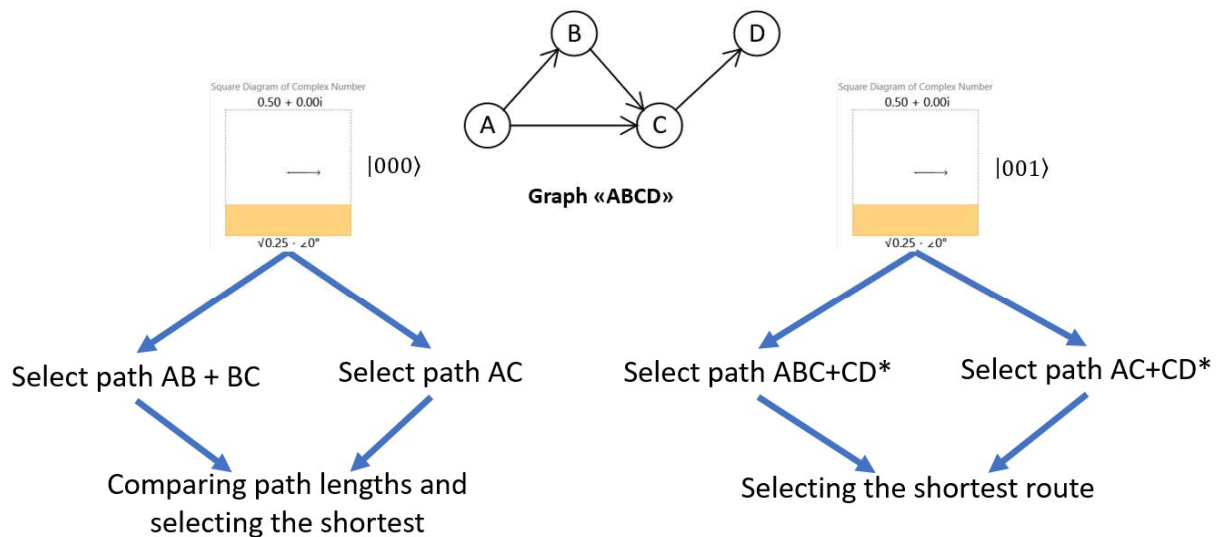 B
D
A
C
Graph «ABCD»
Square Diagram of Complex Number
0.50 + 0.00i
|000⟩
√0.25 · ∠0°
Square Diagram of Complex Number
0.50 + 0.00i
|001⟩
√0.25 · ∠0°
Select path AB + BC
Select path AC
Comparing path lengths and
selecting the shortest
Select path ABC+CD*
Select path AC+CD*
Selecting the shortest route